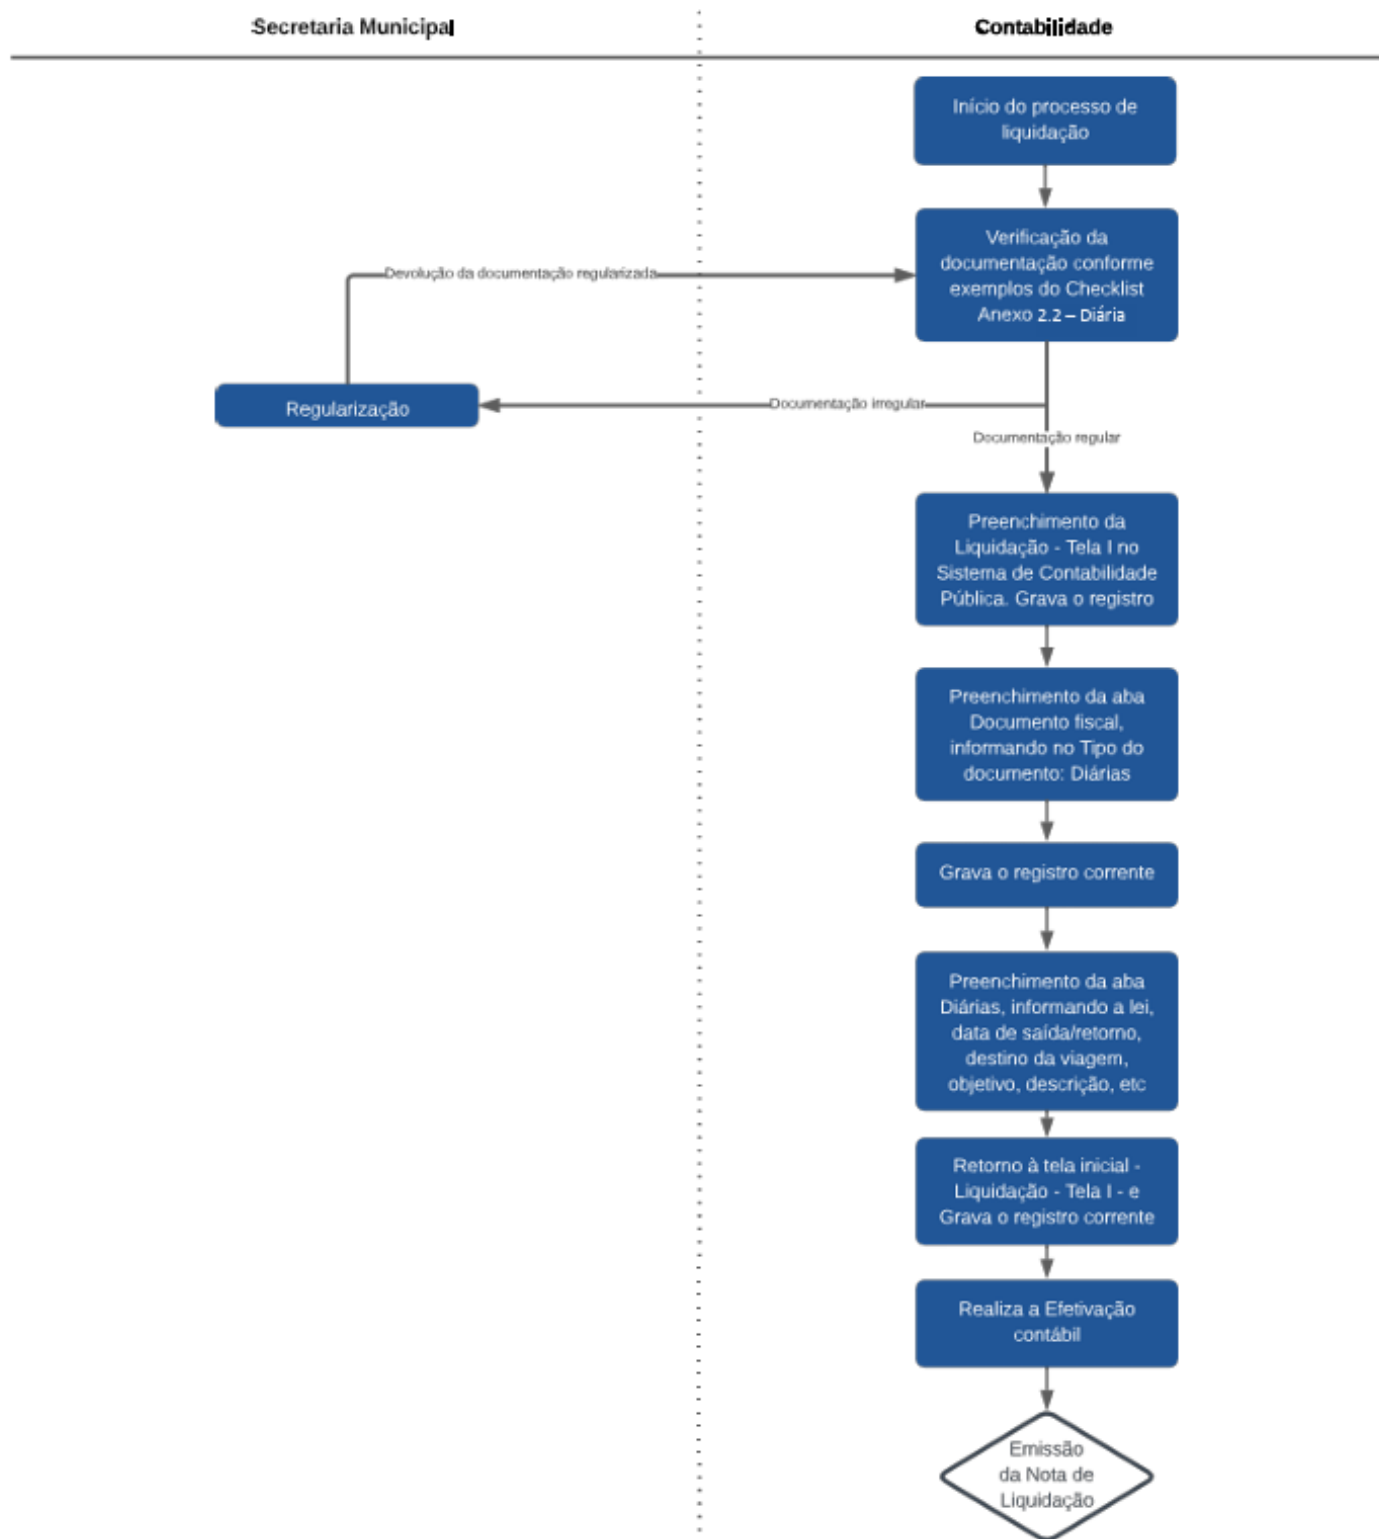 Secretaria Municipal
Contabilidade
Início do processo de
liquidação
Verificação da
documentação conforme
exemplos do Checklist
Anexo 2.2 – Diária
Devolução da documentação regularizada
Regularização
Documentação irregular
Documentação regular
Preenchimento da
Liquidação - Tela I no
Sistema de Contabilidade
Pública. Grava o registro
Preenchimento da aba
Documento fiscal,
informando no Tipo do
documento: Diárias
Grava o registro corrente
Preenchimento da aba
Diárias, informando a lei,
data de saída/retorno,
destino da viagem,
objetivo, descrição, etc
Retorno à tela inicial -
Liquidação - Tela I - e
Grava o registro corrente
Realiza a Efetivação
contábil
Emissão
da Nota de
Liquidação